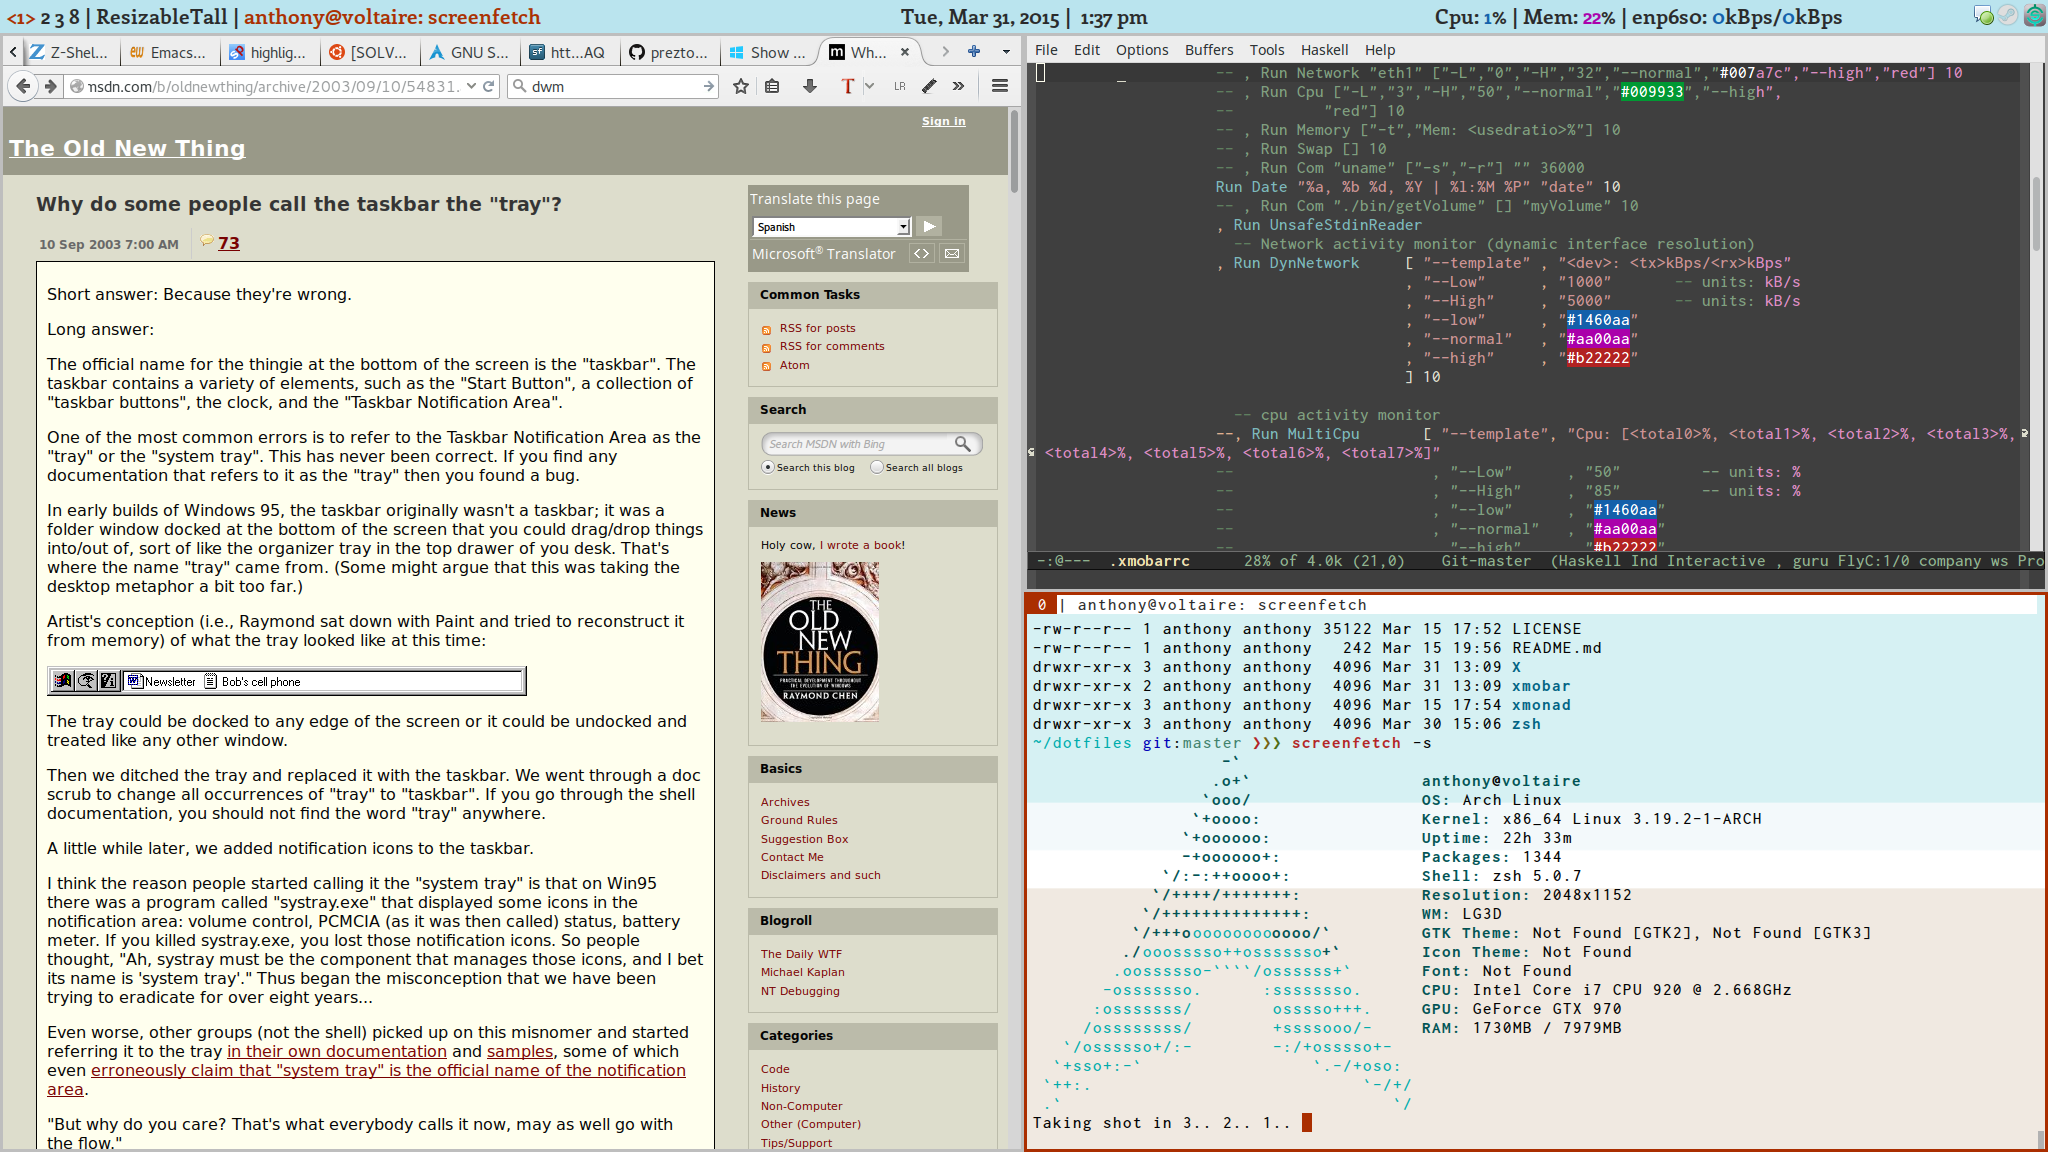 <1> 2 3 8 | ResizableTall | anthony@voltaire: screenfetch
Tue, Mar 31, 2015 | 1:37 pm
Cpu: 1% | Mem: 22% | enp6s0: 0kBps/0kBps
Z-Shel...
Emacs...
highlig...
[SOLV...
GNU S...
htt...AQ
prezto...
Show ...
Wh...
msdn.com/b/oldnewthing/archive/2003/09/10/54831.
dwm
LR
Sign in
The Old New Thing
Why do some people call the taskbar the "tray"?
10 Sep 2003 7:00 AM
73
Short answer: Because they're wrong.
Long answer:
The official name for the thingie at the bottom of the screen is the "taskbar". The
taskbar contains a variety of elements, such as the "Start Button", a collection of
"taskbar buttons", the clock, and the "Taskbar Notification Area".
One of the most common errors is to refer to the Taskbar Notification Area as the
"tray" or the "system tray". This has never been correct. If you find any
documentation that refers to it as the "tray" then you found a bug.
In early builds of Windows 95, the taskbar originally wasn't a taskbar; it was a
folder window docked at the bottom of the screen that you could drag/drop things
into/out of, sort of like the organizer tray in the top drawer of you desk. That's
where the name "tray" came from. (Some might argue that this was taking the
desktop metaphor a bit too far.)
Artist's conception (i.e., Raymond sat down with Paint and tried to reconstruct it
from memory) of what the tray looked like at this time:
Newsletter
Bob's cell phone
The tray could be docked to any edge of the screen or it could be undocked and
treated like any other window.
Then we ditched the tray and replaced it with the taskbar. We went through a doc
scrub to change all occurrences of "tray" to "taskbar". If you go through the shell
documentation, you should not find the word "tray" anywhere.
A little while later, we added notification icons to the taskbar.
I think the reason people started calling it the "system tray" is that on Win95
there was a program called "systray.exe" that displayed some icons in the
notification area: volume control, PCMCIA (as it was then called) status, battery
meter. If you killed systray.exe, you lost those notification icons. So people
thought, "Ah, systray must be the component that manages those icons, and I bet
its name is 'system tray'." Thus began the misconception that we have been
trying to eradicate for over eight years...
Even worse, other groups (not the shell) picked up on this misnomer and started
referring it to the tray in their own documentation and samples, some of which
even erroneously claim that "system tray" is the official name of the notification
area.
"But why do you care? That's what everybody calls it now, may as well go with
the flow."
Translate this page
Spanish
Microsoft® Translator
Common Tasks
RSS for posts
RSS for comments
Atom
Search
Search MSDN with Bing
Search this blog
Search all blogs
News
Holy cow, I wrote a book!
THE
OLD
NEW
THING
PRACTICAL DEVELOPMENT THROUGHOUT
THE EVOLUTION OF WINDOWS
RAYMOND CHEN
Basics
Archives
Ground Rules
Suggestion Box
Contact Me
Disclaimers and such
Blogroll
The Daily WTF
Michael Kaplan
NT Debugging
Categories
Code
History
Non-Computer
Other (Computer)
Tips/Support
File Edit Options Buffers Tools Haskell Help
-- , Run Network "eth1" ["-L","0","-H","32","--normal","#007a7c","--high","red"] 10
-- , Run Cpu ["-L","3","-H","50","--normal","#009933","--high",
-- "red"] 10
-- , Run Memory ["-t","Mem: <usedratio>%"] 10
-- , Run Swap [] 10
-- , Run Com "uname" ["-s","-r"] "" 36000
Run Date "%a, %b %d, %Y | %l:%M %P" "date" 10
-- , Run Com "./bin/getVolume" [] "myVolume" 10
, Run UnsafeStdinReader
-- Network activity monitor (dynamic interface resolution)
, Run DynNetwork [ "--template" , "<dev>: <tx>kBps/<rx>kBps"
, "--Low" , "1000" -- units: kB/s
, "--High" , "5000" -- units: kB/s
, "--low" , "#1460aa"
, "--normal" , "#aa00aa"
, "--high" , "#b22222"
] 10
-- cpu activity monitor
--, Run MultiCpu [ "--template", "Cpu: [<total0>%, <total1>%, <total2>%, <total3>%,
<total4>%, <total5>%, <total6>%, <total7>%]"
-- , "--Low" , "50" -- units: %
-- , "--High" , "85" -- units: %
-- , "--low" , "#1460aa"
-- , "--normal" , "#aa00aa"
-- , "--high" , "#b22222"
-:@--- .xmobarrc 28% of 4.0k (21,0) Git-master (Haskell Ind Interactive , guru FlyC:1/0 company ws Pro
0 | anthony@voltaire: screenfetch
-rw-r--r-- 1 anthony anthony 35122 Mar 15 17:52 LICENSE
-rw-r--r-- 1 anthony anthony 242 Mar 15 19:56 README.md
drwxr-xr-x 3 anthony anthony 4096 Mar 31 13:09 X
drwxr-xr-x 2 anthony anthony 4096 Mar 31 13:09 xmobar
drwxr-xr-x 3 anthony anthony 4096 Mar 15 17:54 xmonad
drwxr-xr-x 3 anthony anthony 4096 Mar 30 15:06 zsh
~/dotfiles git:master ❯❯❯ screenfetch -s
-`
.o+` anthony@voltaire
`ooo/ OS: Arch Linux
`+oooo: Kernel: x86_64 Linux 3.19.2-1-ARCH
`+oooooo: Uptime: 22h 33m
-+oooooo+: Packages: 1344
`/:-:++oooo+: Shell: zsh 5.0.7
`/++++/+++++++: Resolution: 2048x1152
`/++++++++++++++: WM: LG3D
`/+++ooooooooooooo/` GTK Theme: Not Found [GTK2], Not Found [GTK3]
./ooosssso++osssssso+` Icon Theme: Not Found
.oossssso-````/ossssss+` Font: Not Found
-osssssso. :ssssssso. CPU: Intel Core i7 CPU 920 @ 2.668GHz
:osssssss/ osssso+++. GPU: GeForce GTX 970
/ossssssss/ +ssssooo/- RAM: 1730MB / 7979MB
`/ossssso+/:- -:/+osssso+-
`+sso+:-` `.-/+oso:
`++:. `-/+/
.` `/
Taking shot in 3.. 2.. 1..